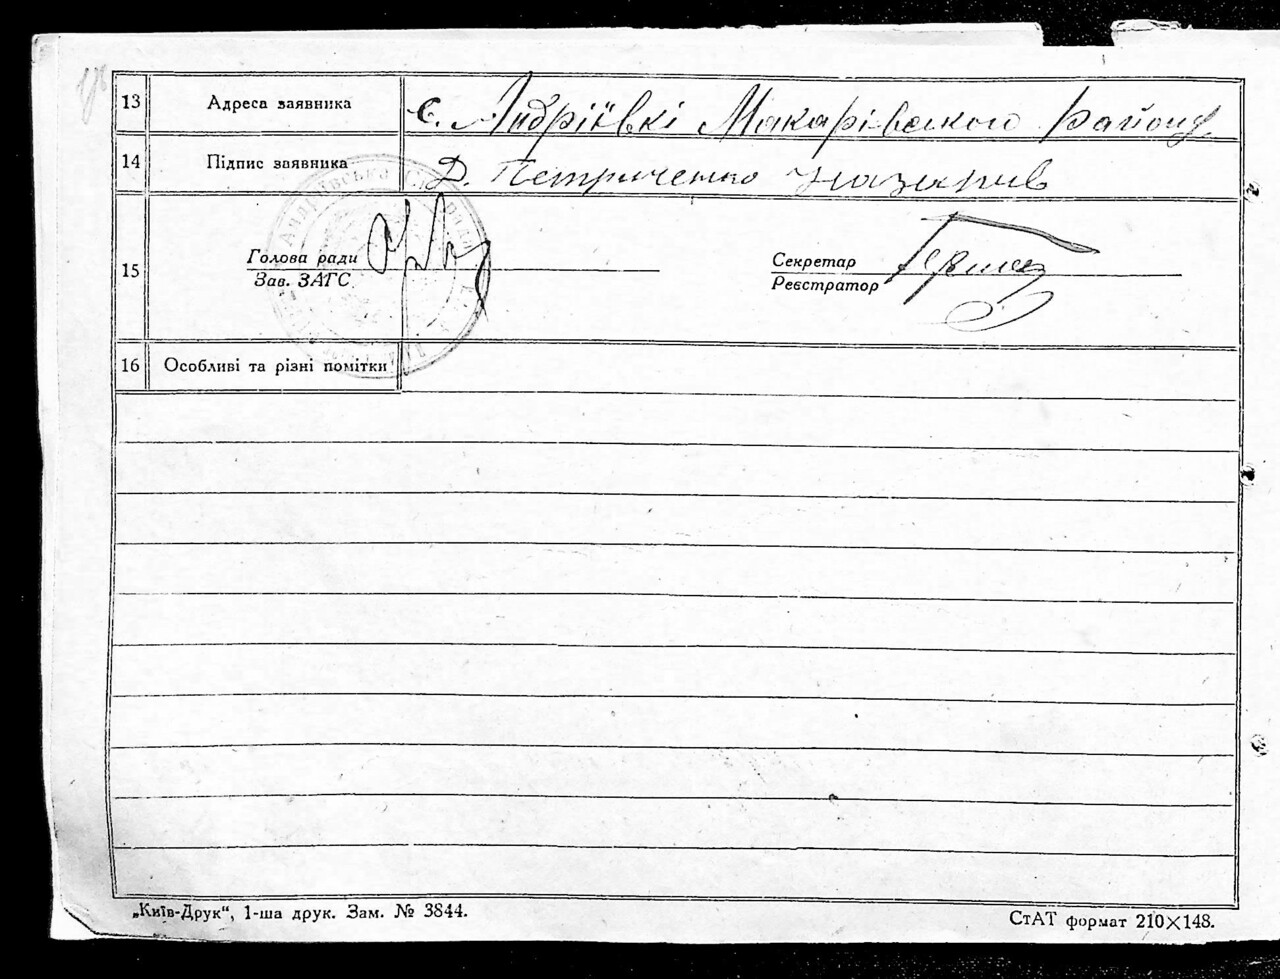 13 Адреса заявника с. Андріївкі Макарівського Району
14 Підпис заявника Д. Петриченко
15 Голова ради
Зав. ЗАГС.
Секретар
Реєстратор
16 Особливі та різні помітки
„Київ-Друк“, 1-ша друк. Зам. № 3844.
СтАТ формат 210×148.